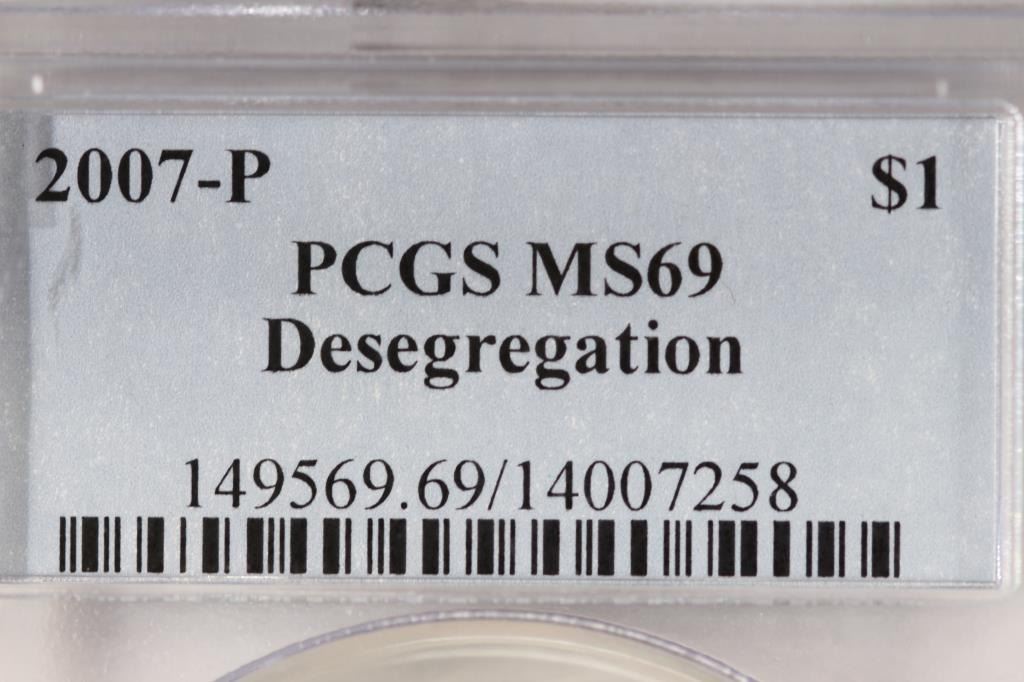 2007-P $1
PCGS MS69
Desegregation
149569.69/14007258